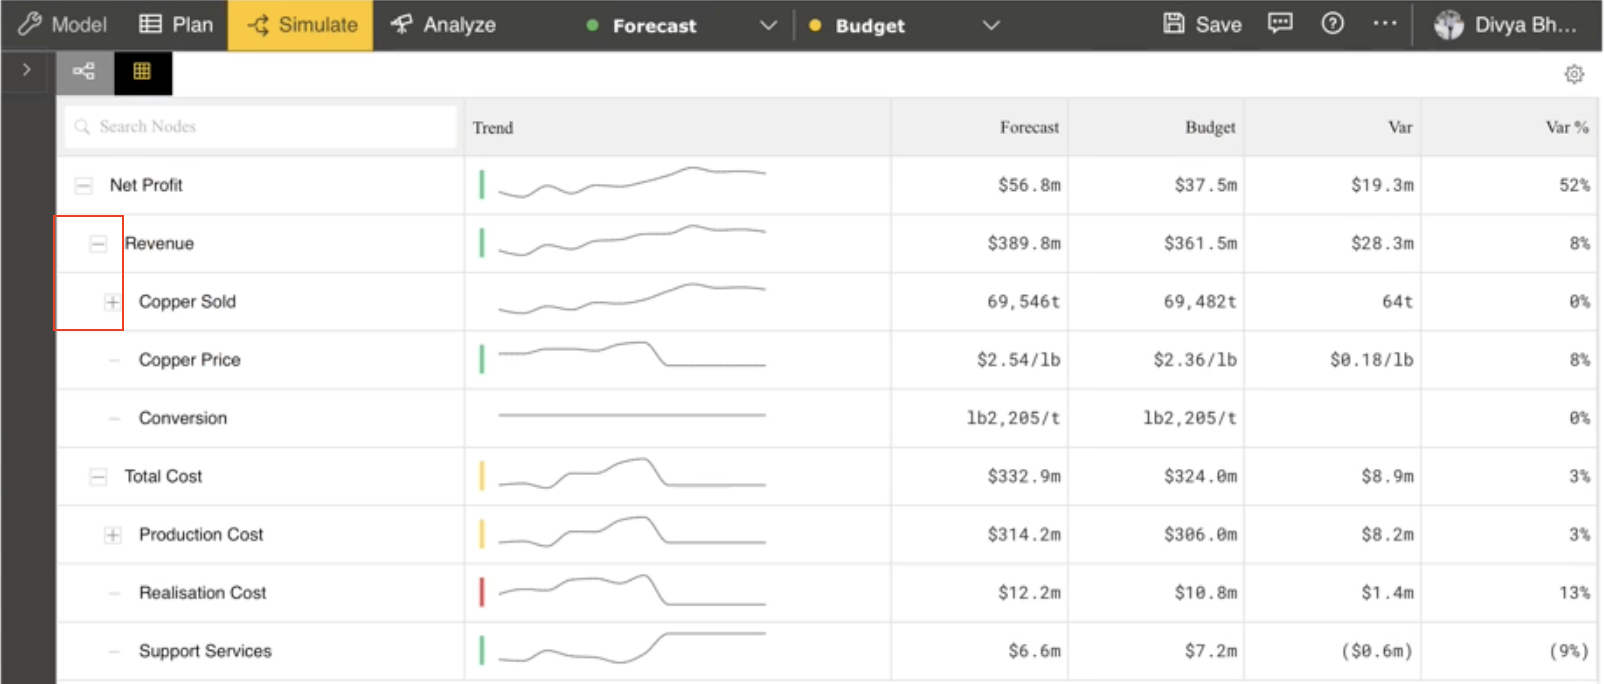 Model Plan Simulate Analyze Forecast Budget Save ? ... Divya Bh...
Search Nodes Trend Forecast Budget Var Var %
Net Profit $56.8m $37.5m $19.3m 52%
Revenue $389.8m $361.5m $28.3m 8%
Copper Sold 69,546t 69,482t 64t 0%
Copper Price $2.54/lb $2.36/lb $0.18/lb 8%
Conversion lb2,205/t lb2,205/t 0%
Total Cost $332.9m $324.0m $8.9m 3%
Production Cost $314.2m $306.0m $8.2m 3%
Realisation Cost $12.2m $10.8m $1.4m 13%
Support Services $6.6m $7.2m ($0.6m) (9%)